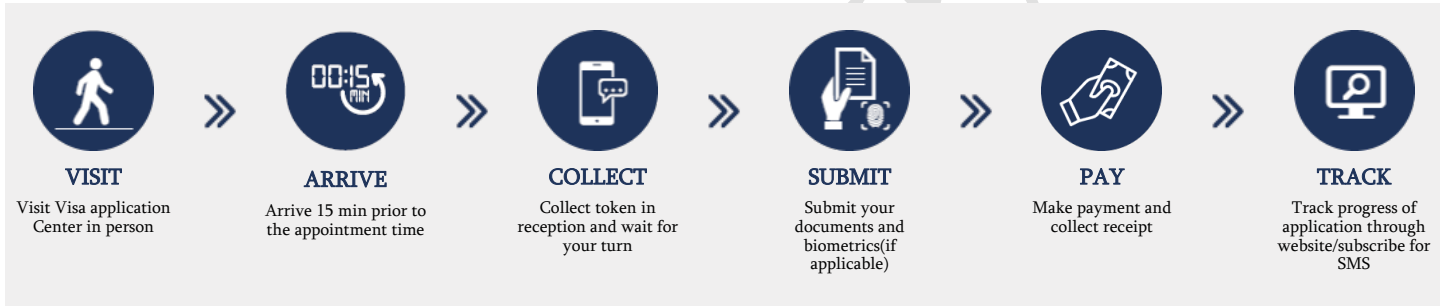 00:15
MIN
VISIT
Visit Visa application
Center in person
ARRIVE
Arrive 15 min prior to
the appointment time
COLLECT
Collect token in
reception and wait for
your turn
SUBMIT
Submit your
documents and
biometrics(if
applicable)
PAY
Make payment and
collect receipt
TRACK
Track progress of
application through
website/subscribe for
SMS